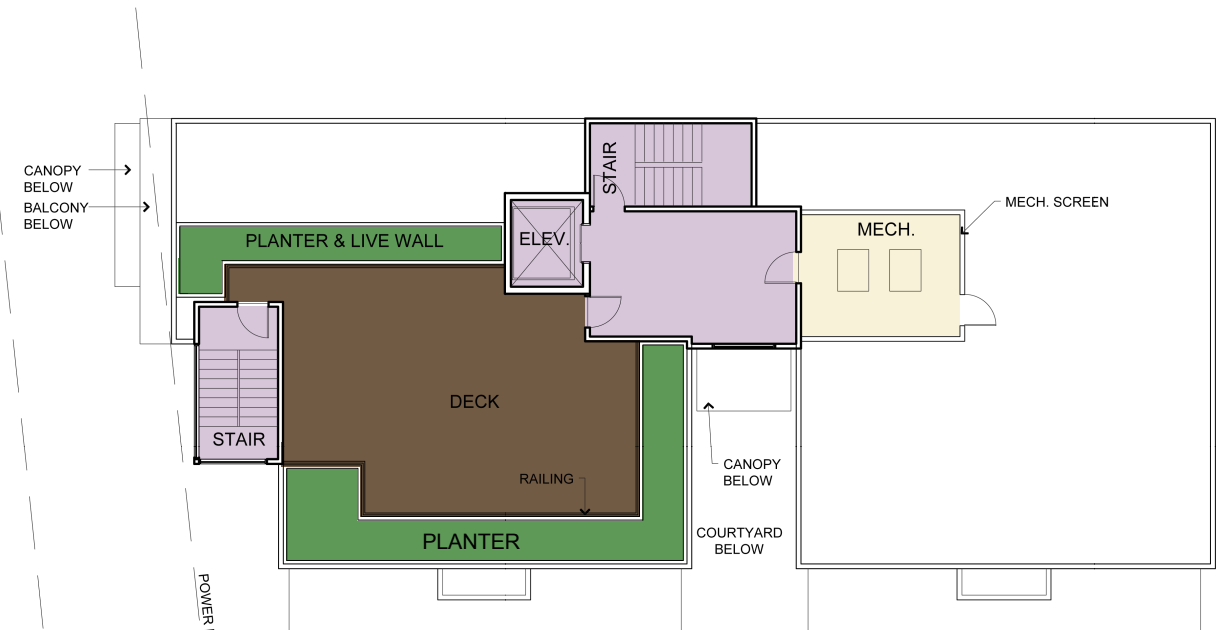 CANOPY
BELOW
BALCONY
BELOW
PLANTER & LIVE WALL
STAIR
ELEV.
MECH.
MECH. SCREEN
DECK
STAIR
RAILING
PLANTER
CANOPY
BELOW
COURTYARD
BELOW
POWER